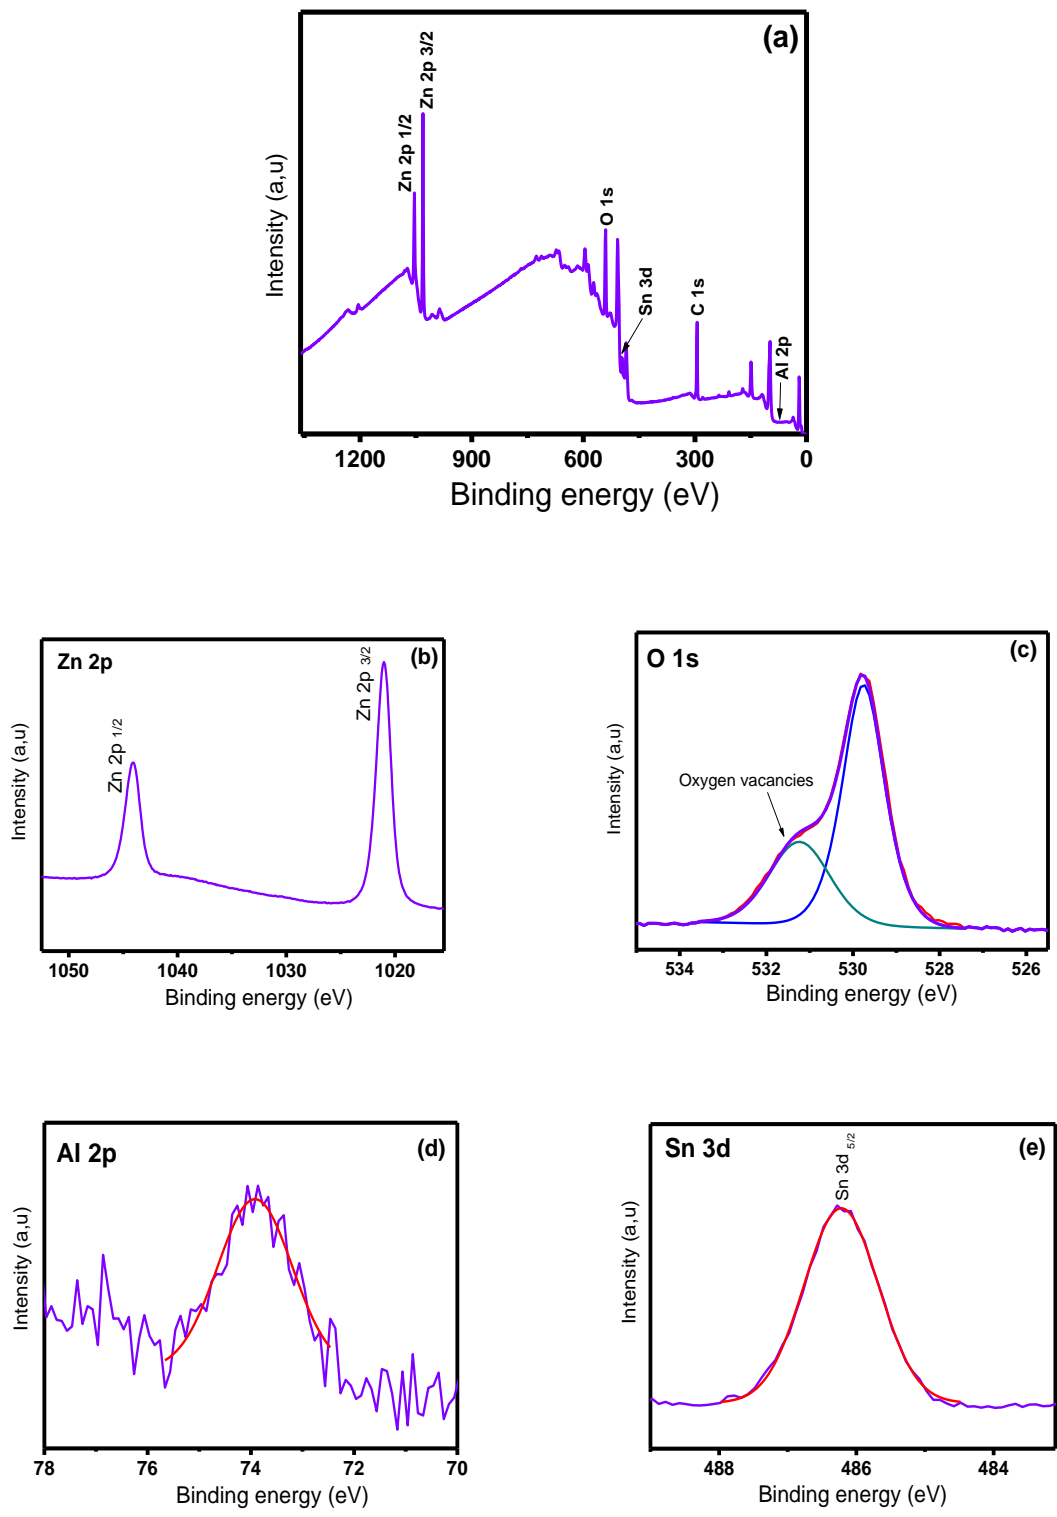 (a)
Zn 2p 3/2
Zn 2p 1/2
O 1s
Sn 3d
C 1s
Al 2p
Intensity (a,u)
1200 900 600 300 0
Binding energy (eV)
Zn 2p
(b)
Zn 2p 1/2
Zn 2p 3/2
Intensity (a,u)
1050 1040 1030 1020
Binding energy (eV)
O 1s
(c)
Oxygen vacancies
Intensity (a,u)
534 532 530 528 526
Binding energy (eV)
Al 2p
(d)
Intensity (a,u)
78 76 74 72 70
Binding energy (eV)
Sn 3d
(e)
Sn 3d 5/2
Intensity (a,u)
488 486 484
Binding energy (eV)